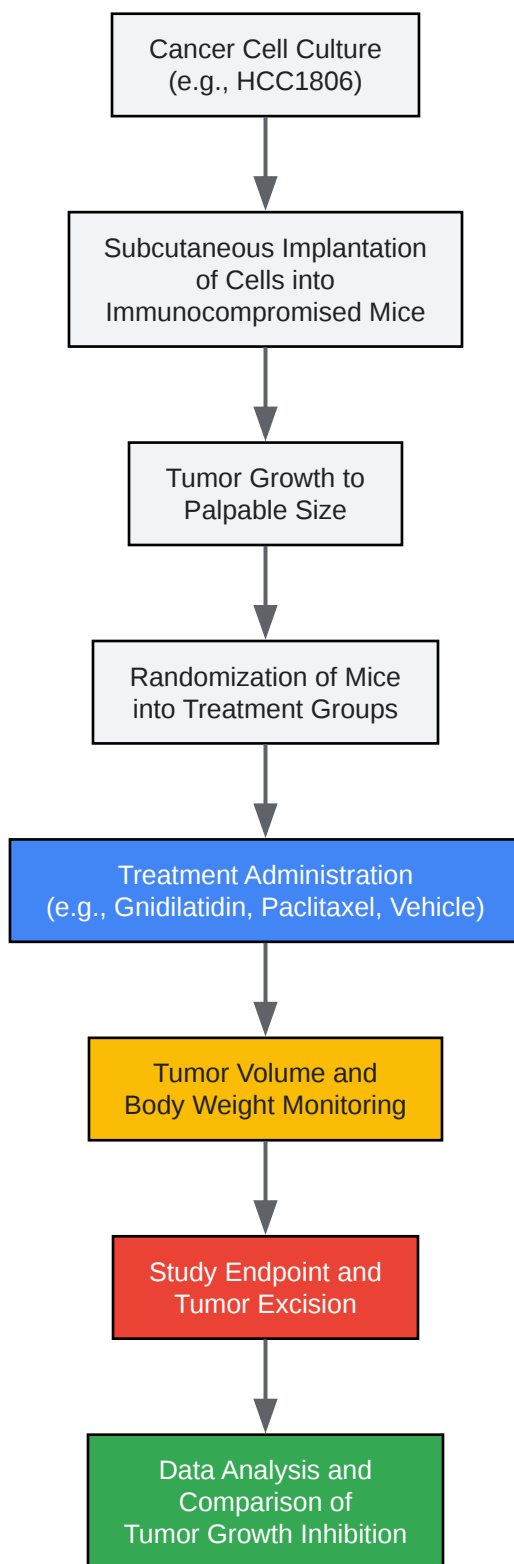 Cancer Cell Culture
(e.g., HCC1806)
Subcutaneous Implantation
of Cells into
Immunocompromised Mice
Tumor Growth to
Palpable Size
Randomization of Mice
into Treatment Groups
Treatment Administration
(e.g., Gnidilatidin, Paclitaxel, Vehicle)
Tumor Volume and
Body Weight Monitoring
Study Endpoint and
Tumor Excision
Data Analysis and
Comparison of
Tumor Growth Inhibition